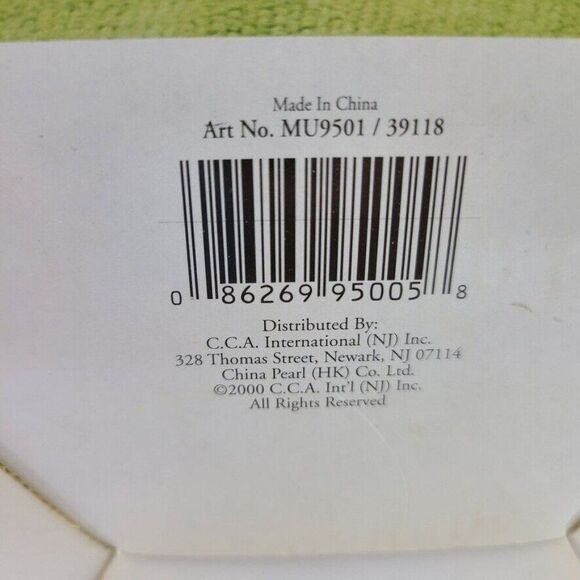 Made In China
Art No. MU9501 / 39118
0 86269 95005 8
Distributed By:
C.C.A. International (NJ) Inc.
328 Thomas Street, Newark, NJ 07114
China Pearl (HK) Co. Ltd.
©2000 C.C.A. Int'l (NJ) Inc.
All Rights Reserved